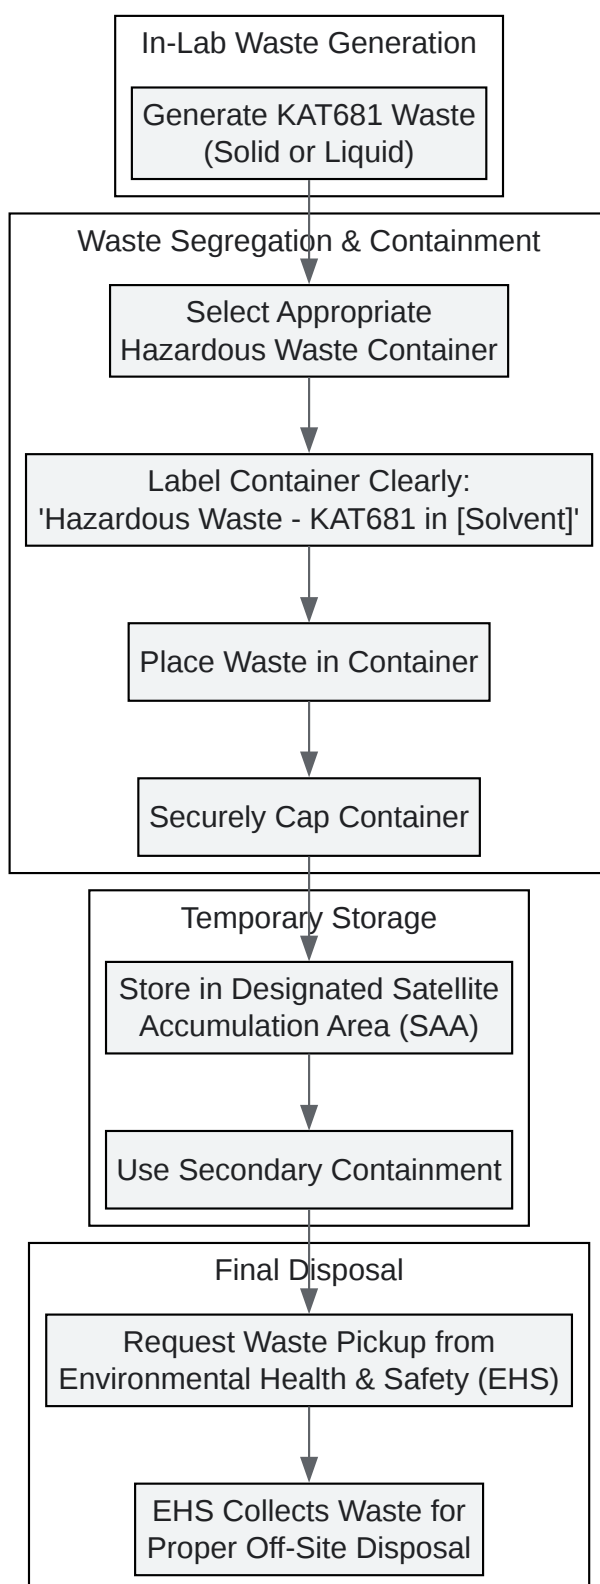 In-Lab Waste Generation
Generate KAT681 Waste
(Solid or Liquid)
Waste Segregation & Containment
Select Appropriate
Hazardous Waste Container
Label Container Clearly:
'Hazardous Waste - KAT681 in [Solvent]'
Place Waste in Container
Securely Cap Container
Temporary Storage
Store in Designated Satellite
Accumulation Area (SAA)
Use Secondary Containment
Final Disposal
Request Waste Pickup from
Environmental Health & Safety (EHS)
EHS Collects Waste for
Proper Off-Site Disposal